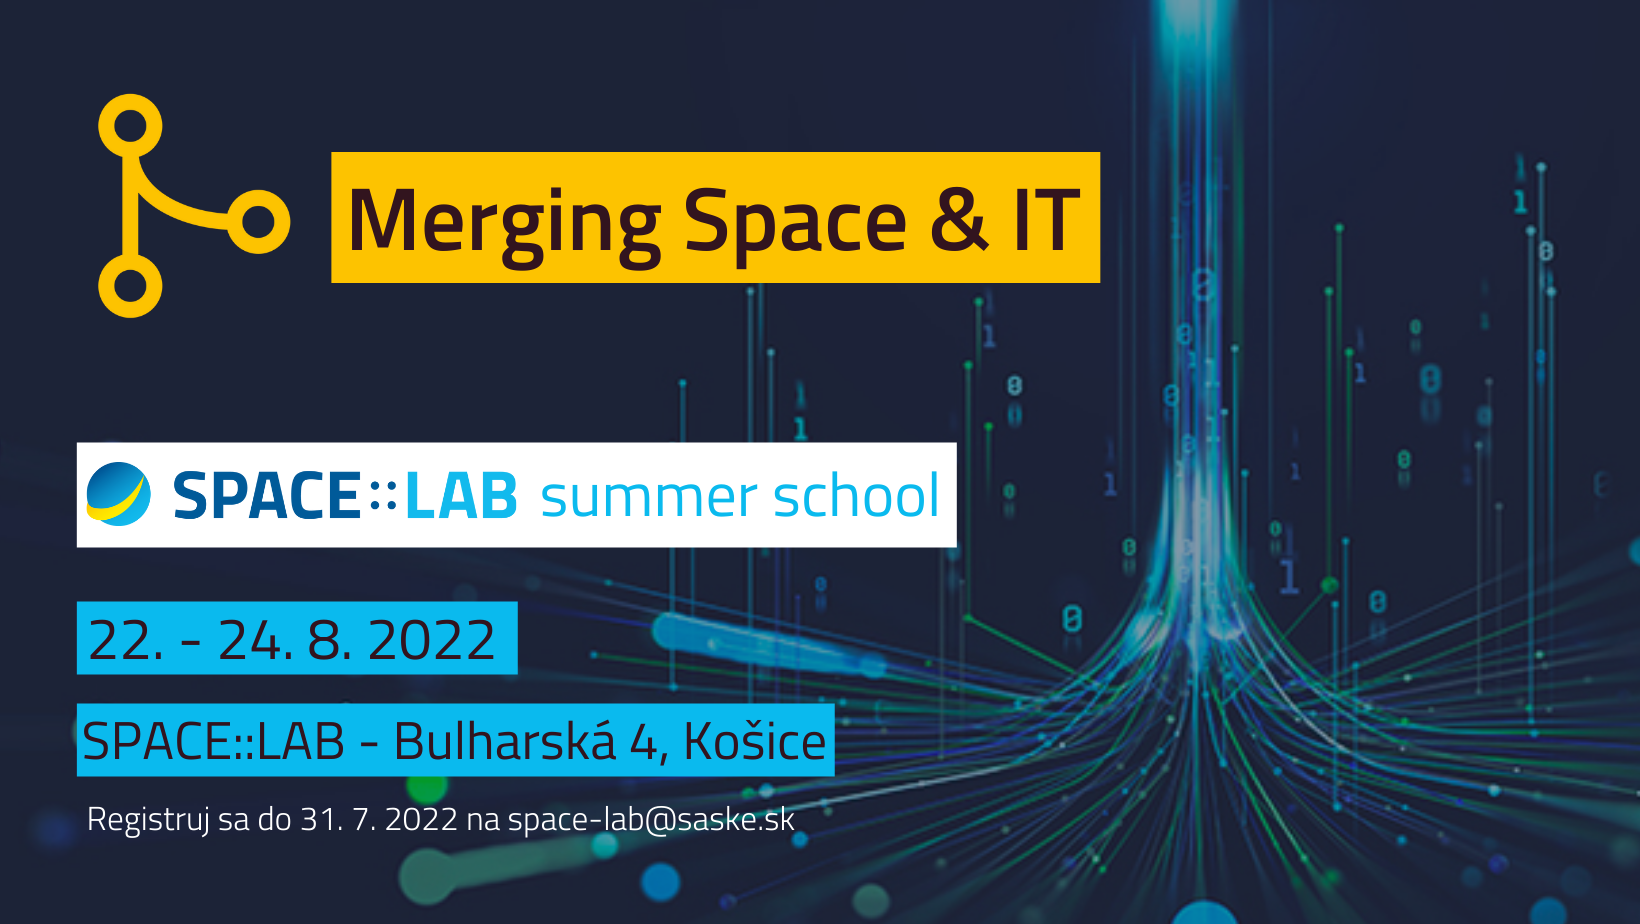 Merging Space & IT
SPACE::LAB summer school
22. - 24. 8. 2022
SPACE::LAB - Bulharská 4, Košice
Registruj sa do 31. 7. 2022 na space-lab@saske.sk